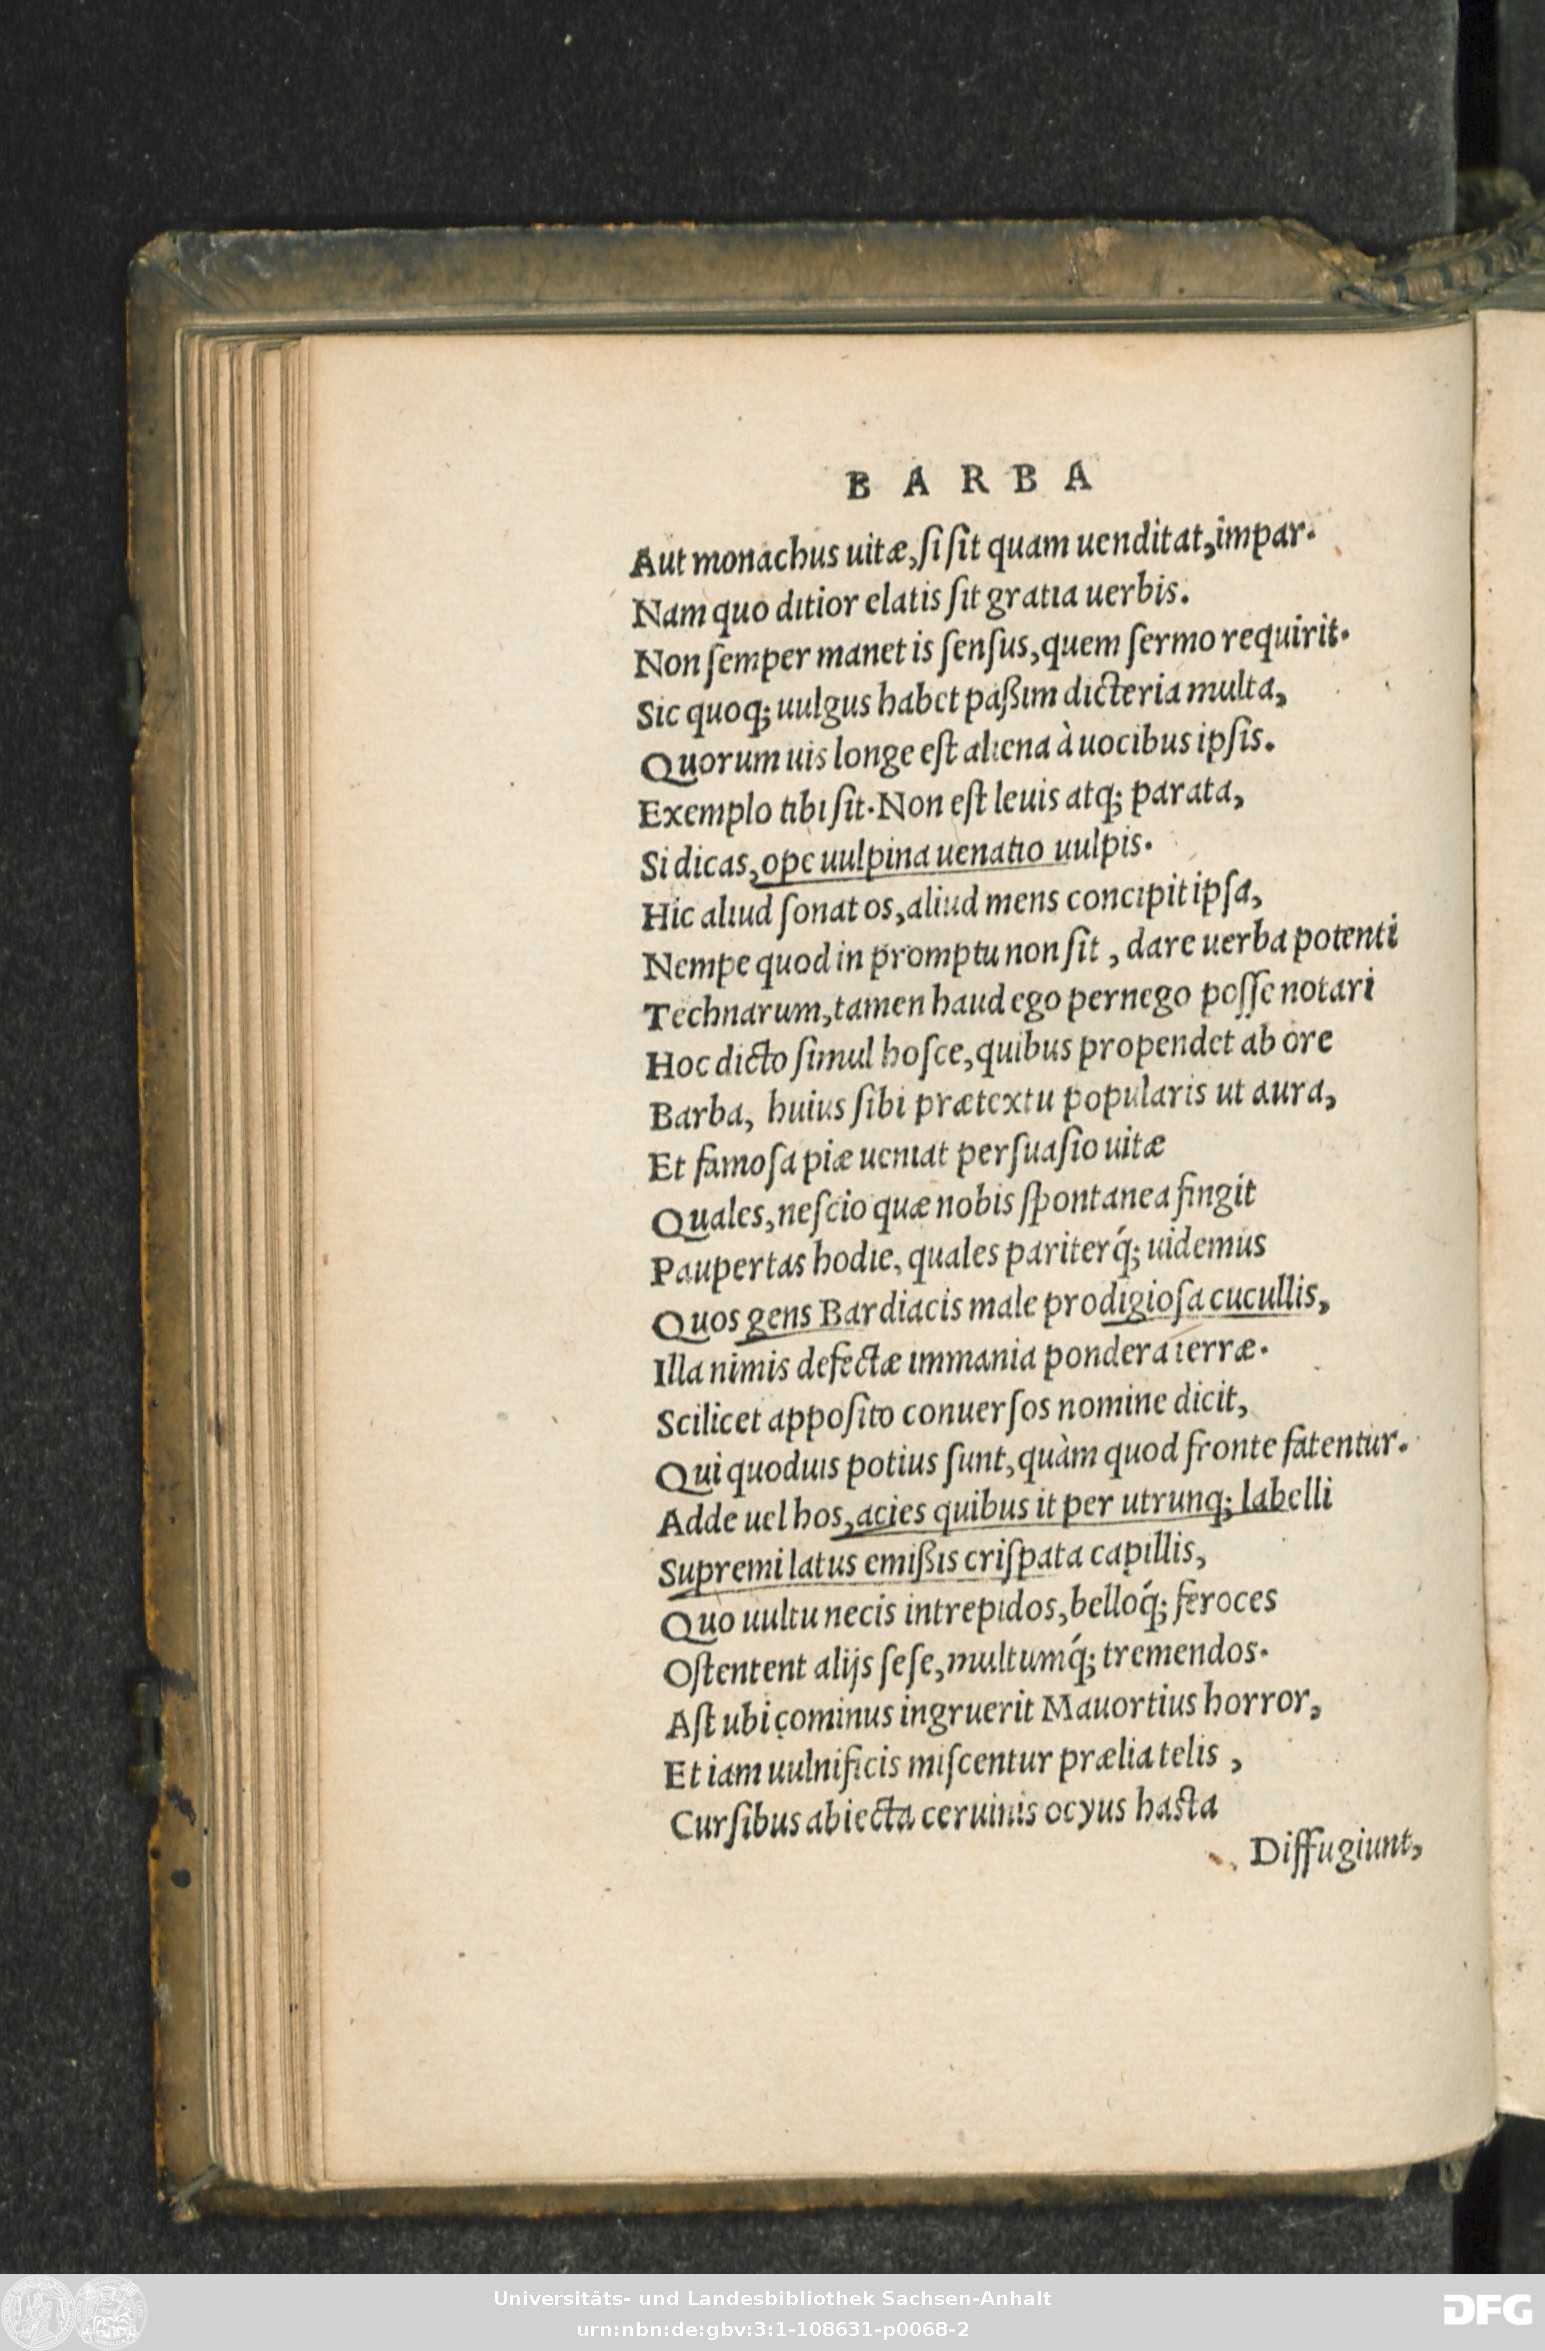 BARBA
Aut monachus uitæ, si sit quam uenditat, impar.
Nam quo ditior elatis sit gratia uerbis.
Non semper manet is sensus, quem sermo requirit.
Sic quoq; uulgus habet paßim dicteria multa,
Quorum uis longe est aliena à uocibus ipsis.
Exemplo tibi sit. Non est leuis atq; parata,
Si dicas, ope uulpina uenatio uulpis.
Hic aliud sonat os, aliud mens concipit ipsa,
Nempe quod in promptu non sit, dare uerba potenti
Technarum, tamen haud ego pernego posse notari
Hoc dicto simul hosce, quibus propendet ab ore
Barba, huius sibi prætextu popularis ut aura,
Et famosa piæ ueniat persuasio uitæ
Quales, nescio quæ nobis spontanea fingit
Paupertas hodie, quales pariterq́; uidemus
Quos gens Bardiacis male prodigiosa cucullis,
Illa nimis defectæ immania pondera terræ.
Scilicet apposito conuersos nomine dicit,
Qui quoduis potius sunt, quàm quod fronte fatentur.
Adde uel hos, acies quibus it per utrunq; labelli
Supremi latus emißis crispata capillis,
Quo uultu necis intrepidos, belloq́; feroces
Ostentent alijs sese, multumq́; tremendos.
Ast ubi cominus ingruerit Mauortius horror,
Et iam uulnificis miscentur prælia telis,
Cursibus abiecta ceruinis ocyus hasta
Diffugiunt,
Universitäts- und Landesbibliothek Sachsen-Anhalt
urn:nbn:de:gbv:3:1-108631-p0068-2
DFG